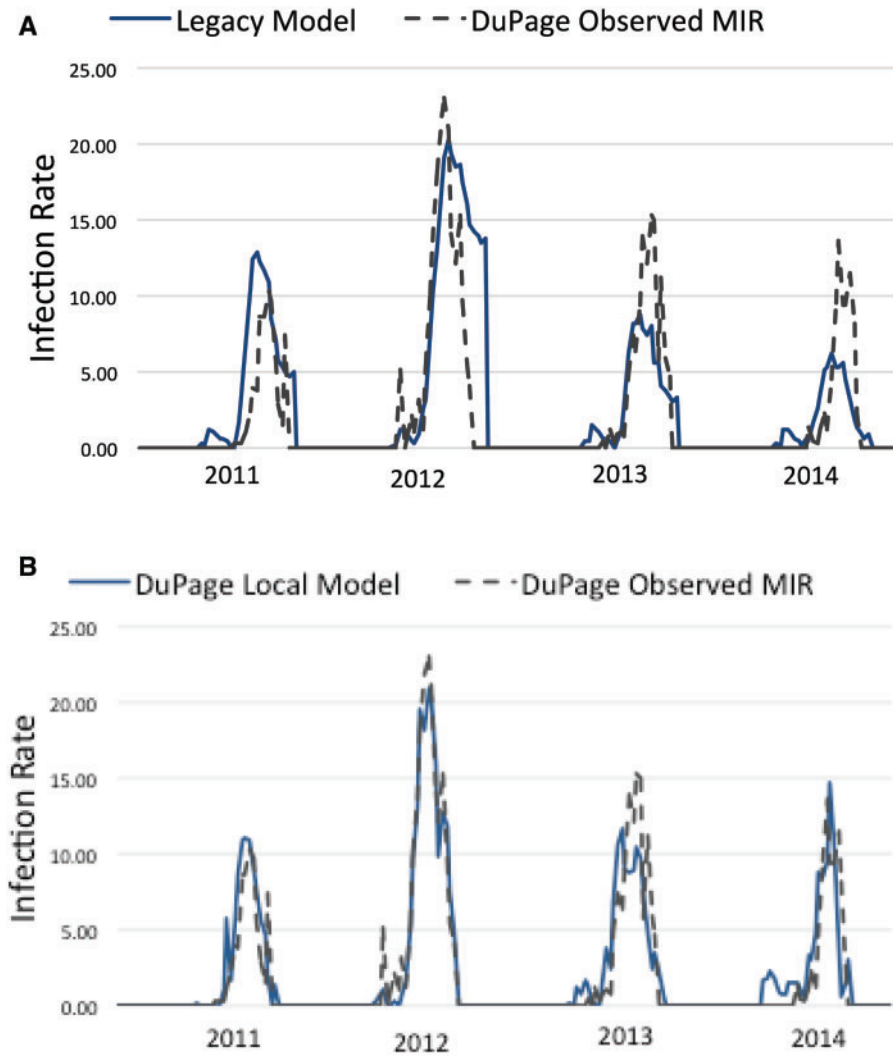 A
Legacy Model
DuPage Observed MIR
25.00
20.00
15.00
10.00
5.00
0.00
Infection Rate
2011
2012
2013
2014
B
DuPage Local Model
DuPage Observed MIR
25.00
20.00
15.00
10.00
5.00
0.00
Infection Rate
2011
2012
2013
2014